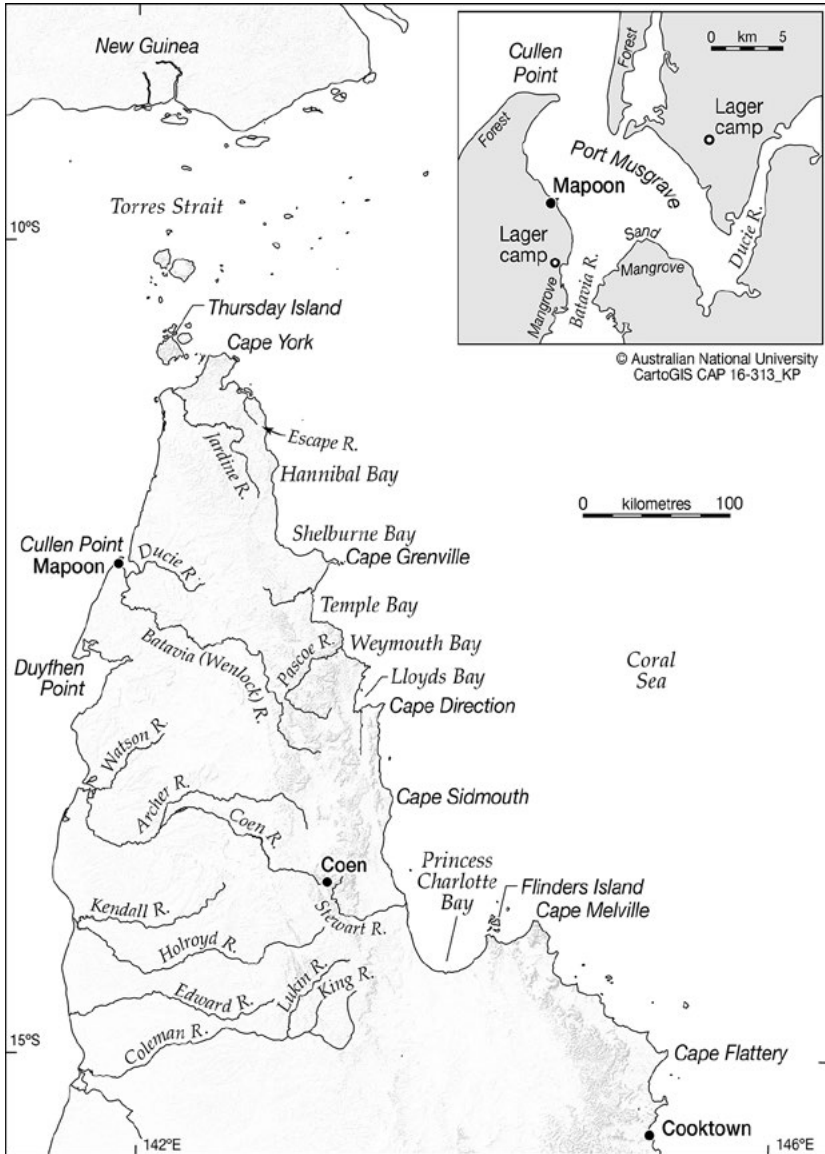 New Guinea
Torres Strait
10ºS
Thursday Island
Cape York
Escape R.
Jardine R.
Hannibal Bay
Shelburne Bay
Cape Grenville
Cullen Point
Mapoon
Ducie R.
Temple Bay
Batavia (Wenlock) R.
Pascoe R.
Weymouth Bay
Lloyds Bay
Duyfhen
Point
Cape Direction
Coral
Sea
Watson R.
Archer R.
Coen R.
Cape Sidmouth
Coen
Princess
Charlotte
Bay
Flinders Island
Cape Melville
Kendall R.
Stewart R.
Holroyd R.
Edward R.
Lukin R.
King R.
Coleman R.
15ºS
Cape Flattery
Cooktown
142ºE
146ºE
0 kilometres 100
Cullen
Point
Forest
Forest
0 km 5
Lager
camp
Port Musgrave
Mapoon
Lager
camp
Sand
Mangrove
Mangrove
Batavia R.
Ducie R.
© Australian National University
CartoGIS CAP 16-313_KP